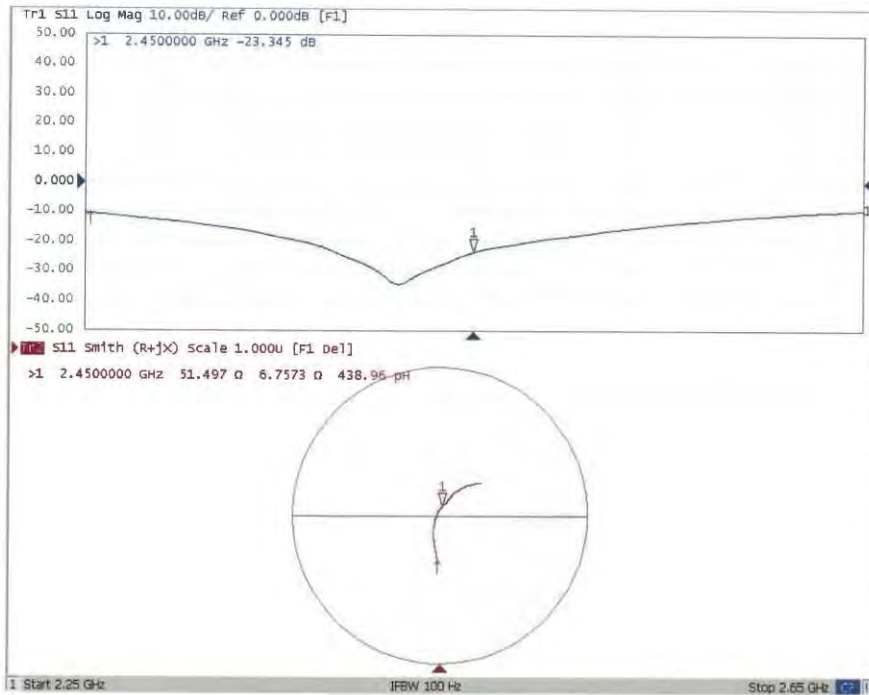 Tr1 S11 Log Mag 10.00dB/ Ref 0.000dB [F1]
50.00
>1 2.4500000 GHz -23.345 dB
40.00
30.00
20.00
10.00
0.000
-10.00
1
-20.00
1
-30.00
-40.00
-50.00
Tr2 S11 Smith (R+jX) Scale 1.000U [F1 Del]
>1 2.4500000 GHz 51.497 Ω 6.7573 Ω 438.96 pH
1
1 Start 2.25 GHz IFBW 100 Hz Stop 2.65 GHz C?